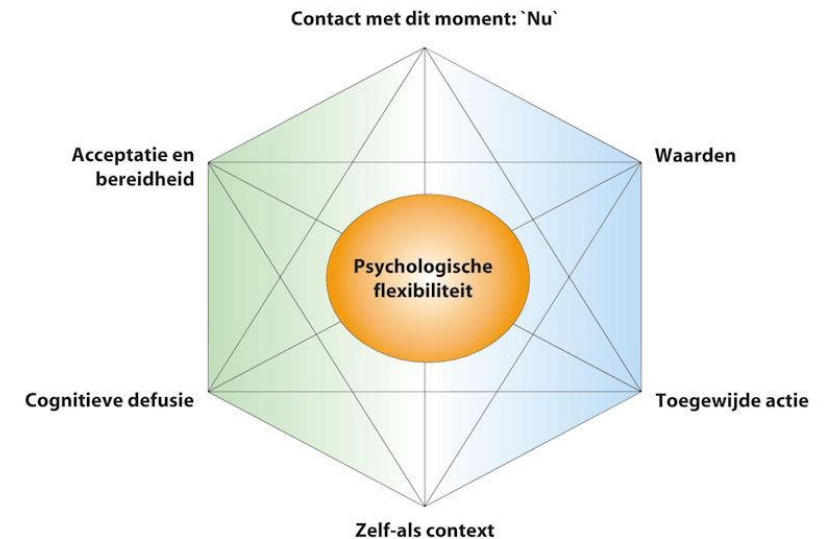 Contact met dit moment: `Nu`
Acceptatie en
bereidheid
Waarden
Psychologische
flexibiliteit
Cognitieve defusie
Toegewijde actie
Zelf-als context